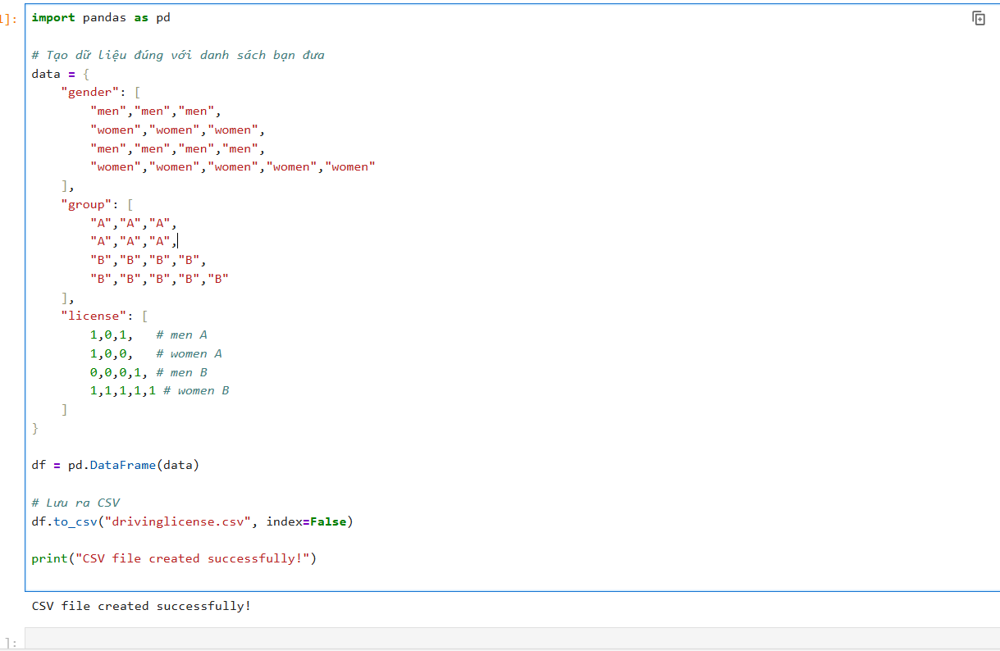 ]:
import pandas as pd
# Tạo dữ liệu đúng với danh sách bạn đưa
data = {
    "gender": [
        "men","men","men",
        "women","women","women",
        "men","men","men","men",
        "women","women","women","women","women"
    ],
    "group": [
        "A","A","A",
        "A","A","A",
        "B","B","B","B",
        "B","B","B","B","B"
    ],
    "license": [
        1,0,1,   # men A
        1,0,0,   # women A
        0,0,0,1, # men B
        1,1,1,1,1 # women B
    ]
}
df = pd.DataFrame(data)
# Lưu ra CSV
df.to_csv("drivinglicense.csv", index=False)
print("CSV file created successfully!")
CSV file created successfully!
]: